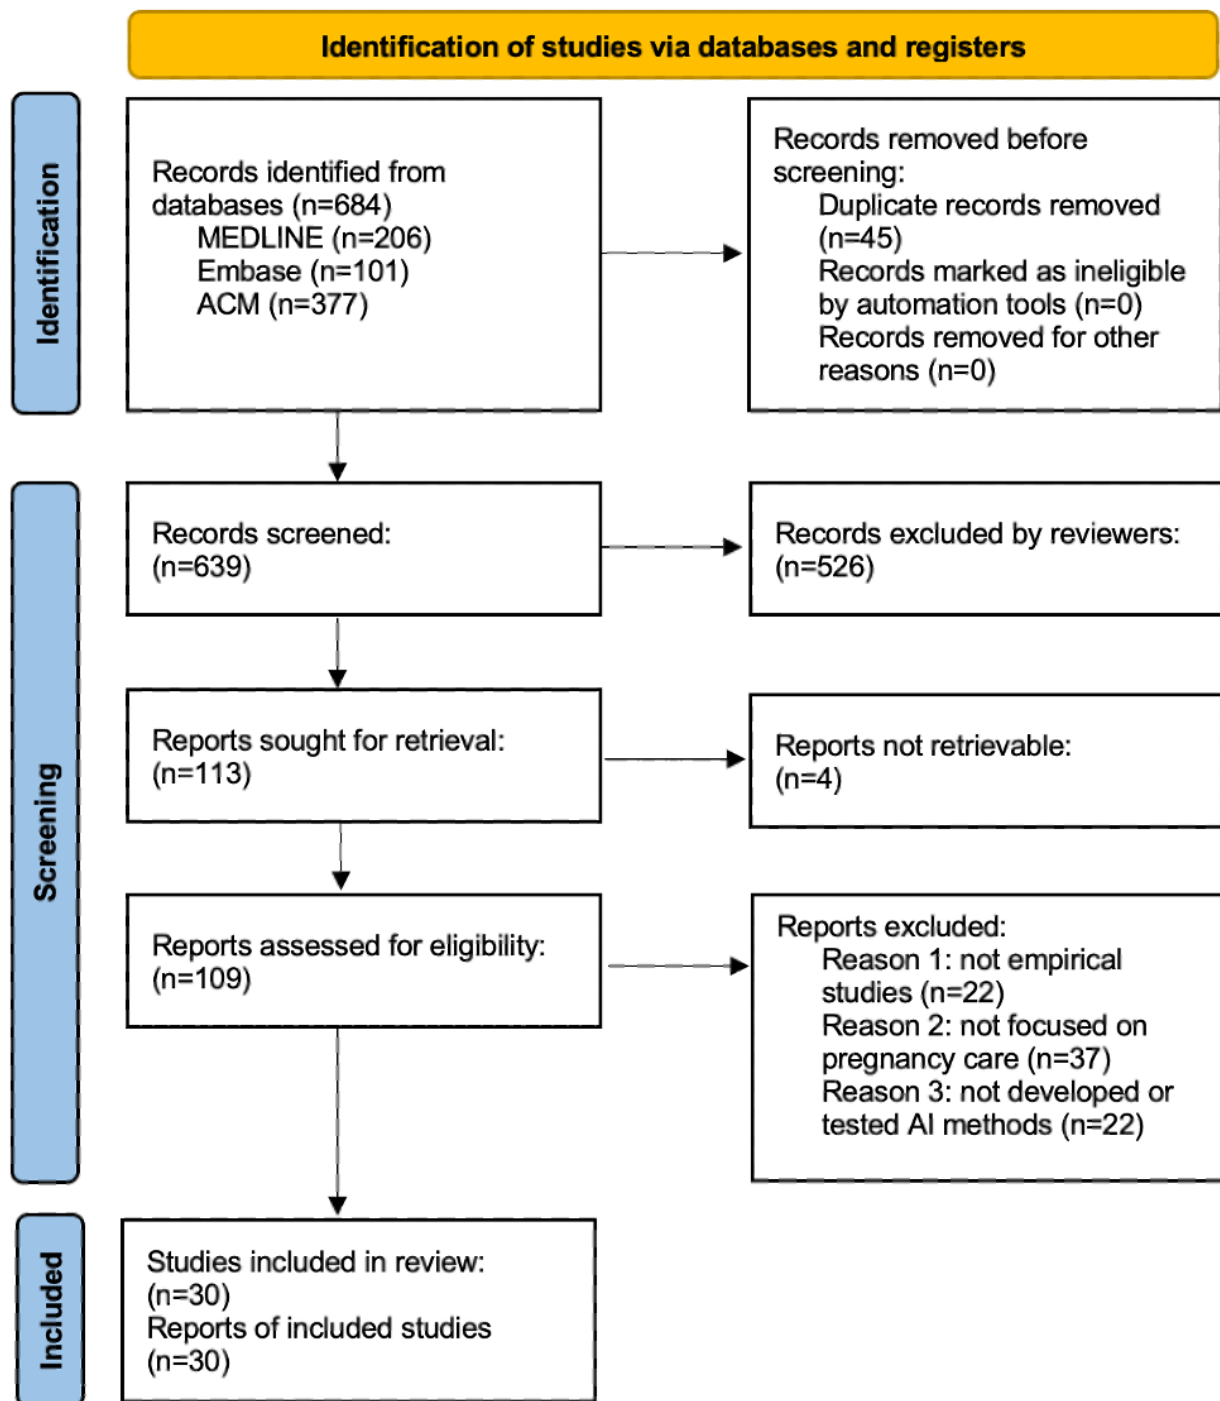 Identification of studies via databases and registers
Identification
Records identified from
databases (n=684)
MEDLINE (n=206)
Embase (n=101)
ACM (n=377)
Records removed before
screening:
Duplicate records removed
(n=45)
Records marked as ineligible
by automation tools (n=0)
Records removed for other
reasons (n=0)
Screening
Records screened:
(n=639)
Records excluded by reviewers:
(n=526)
Reports sought for retrieval:
(n=113)
Reports not retrievable:
(n=4)
Reports assessed for eligibility:
(n=109)
Reports excluded:
Reason 1: not empirical
studies (n=22)
Reason 2: not focused on
pregnancy care (n=37)
Reason 3: not developed or
tested AI methods (n=22)
Included
Studies included in review:
(n=30)
Reports of included studies
(n=30)